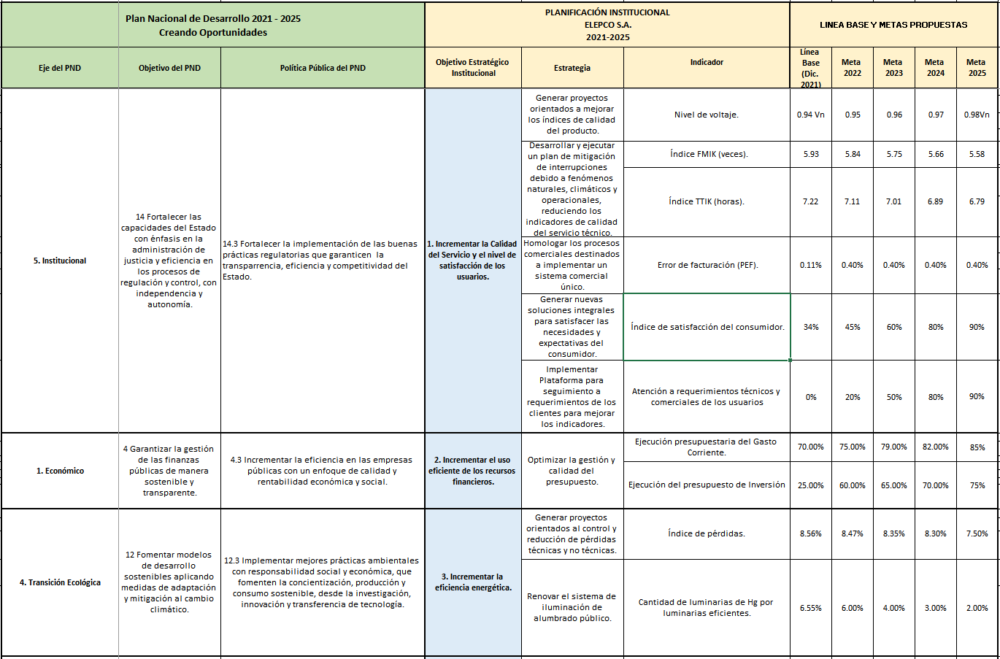 Plan Nacional de Desarrollo 2021 - 2025
Creando Oportunidades
PLANIFICACIÓN INSTITUCIONAL
ELEPCO S.A.
2021-2025
LINEA BASE Y METAS PROPUESTAS
Eje del PND
Objetivo del PND
Política Pública del PND
Objetivo Estratégico
Institucional
Estrategia
Indicador
Línea
Base
(Dic.
2021)
Meta
2022
Meta
2023
Meta
2024
Meta
2025
5. Institucional
14 Fortalecer las
capacidades del Estado
con énfasis en la
administración de
justicia y eficiencia en
los procesos de
regulación y control, con
independencia y
autonomía.
14.3 Fortalecer la implementación de las buenas
prácticas regulatorias que garanticen  la
transparrencia, eficiencia y competitividad del
Estado.
1. Incrementar la Calidad
del Servicio y el nivel de
satisfacción de los
usuarios.
Generar proyectos
orientados a mejorar
los índices de calidad
del producto.
Nivel de voltaje.
0.94 Vn
0.95
0.96
0.97
0.98Vn
Desarrollar y ejecutar
un plan de mitigación
de interrupciones
debido a fenómenos
naturales, climáticos y
operacionales,
reduciendo los
indicadores de calidad
del servicio técnico.
Índice FMIK (veces).
5.93
5.84
5.75
5.66
5.58
Índice TTIK (horas).
7.22
7.11
7.01
6.89
6.79
Homologar los procesos
comerciales destinados
a implementar un
sistema comercial
único.
Error de facturación (PEF).
0.11%
0.40%
0.40%
0.40%
0.40%
Generar nuevas
soluciones integrales
para satisfacer las
necesidades y
expectativas del
consumidor.
Índice de satisfacción del consumidor.
34%
45%
60%
80%
90%
Implementar
Plataforma para
seguimiento a
requerimientos de los
clientes para mejorar
los indicadores.
Atención a requerimientos técnicos y
comerciales de los usuarios
0%
20%
50%
80%
90%
1. Económico
4 Garantizar la gestión
de las finanzas
públicas de manera
sostenible y
transparente.
4.3 Incrementar la eficiencia en las empresas
públicas con un enfoque de calidad y
rentabilidad económica y social.
2. Incrementar el uso
eficiente de los recursos
financieros.
Optimizar la gestión y
calidad del
presupuesto.
Ejecución presupuestaria del Gasto
Corriente.
70.00%
75.00%
79.00%
82.00%
85%
Ejecución del presupuesto de Inversión
25.00%
60.00%
65.00%
70.00%
75%
4. Transición Ecológica
12 Fomentar modelos
de desarrollo
sostenibles aplicando
medidas de adaptación
y mitigación al cambio
climático.
12.3 Implementar mejores prácticas ambientales
con responsabilidad social y económica, que
fomenten la concientización, producción y
consumo sostenible, desde la investigación,
innovación y transferencia de tecnología.
3. Incrementar la
eficiencia energética.
Generar proyectos
orientados al control y
reducción de pérdidas
técnicas y no técnicas.
Índice de pérdidas.
8.56%
8.47%
8.35%
8.30%
7.50%
Renovar el sistema de
iluminación de
alumbrado público.
Cantidad de luminarias de Hg por
luminarias eficientes.
6.55%
6.00%
4.00%
3.00%
2.00%